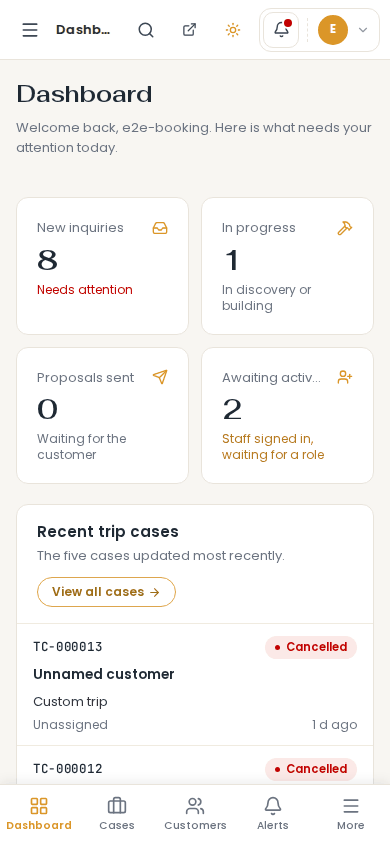 Dashb...
E
Dashboard
Welcome back, e2e-booking. Here is what needs your
attention today.
New inquiries
8
Needs attention
In progress
1
In discovery or
building
Proposals sent
0
Waiting for the
customer
Awaiting activ...
2
Staff signed in,
waiting for a role
Recent trip cases
The five cases updated most recently.
View all cases →
TC-000013
Cancelled
Unnamed customer
Custom trip
Unassigned
1 d ago
TC-000012
Cancelled
Dashboard
Cases
Customers
Alerts
More